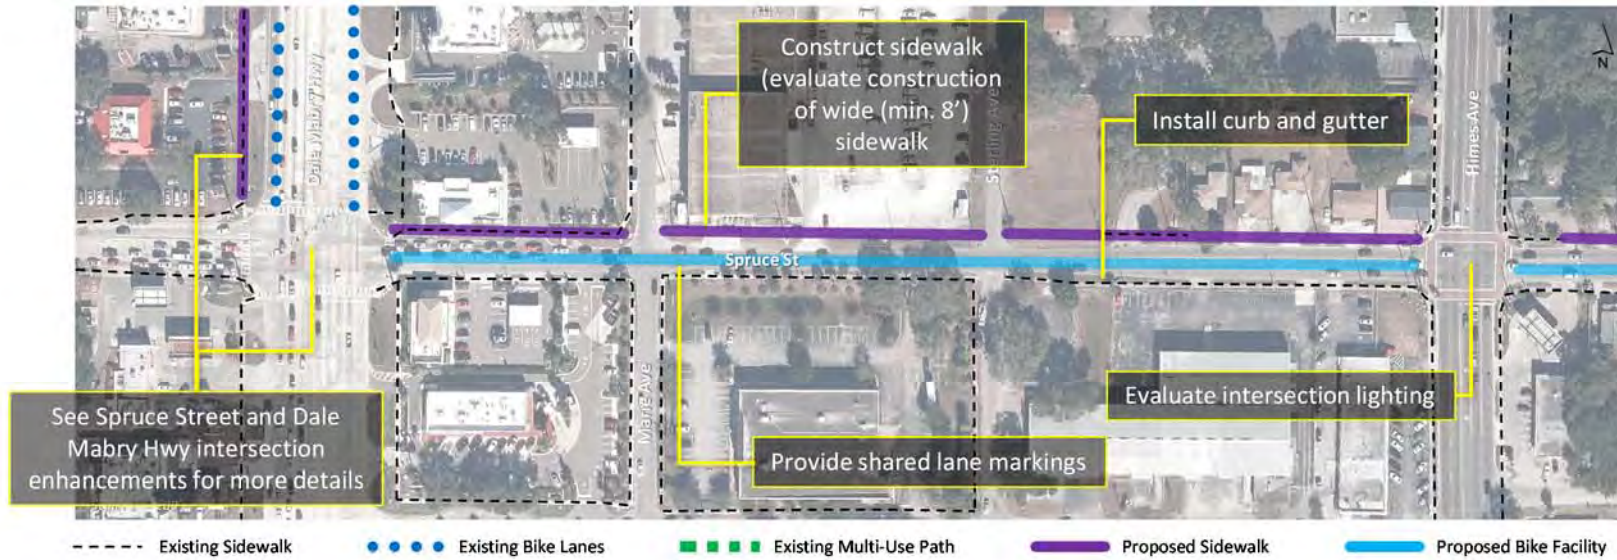 Dale Mabry Hwy
Construct sidewalk
(evaluate construction
of wide (min. 8’)
sidewalk
Sterling Ave
Install curb and gutter
Himes Ave
N
Spruce St
See Spruce Street and Dale
Mabry Hwy intersection
enhancements for more details
Marie Ave
Provide shared lane markings
Evaluate intersection lighting
Existing Sidewalk
Existing Bike Lanes
Existing Multi-Use Path
Proposed Sidewalk
Proposed Bike Facility